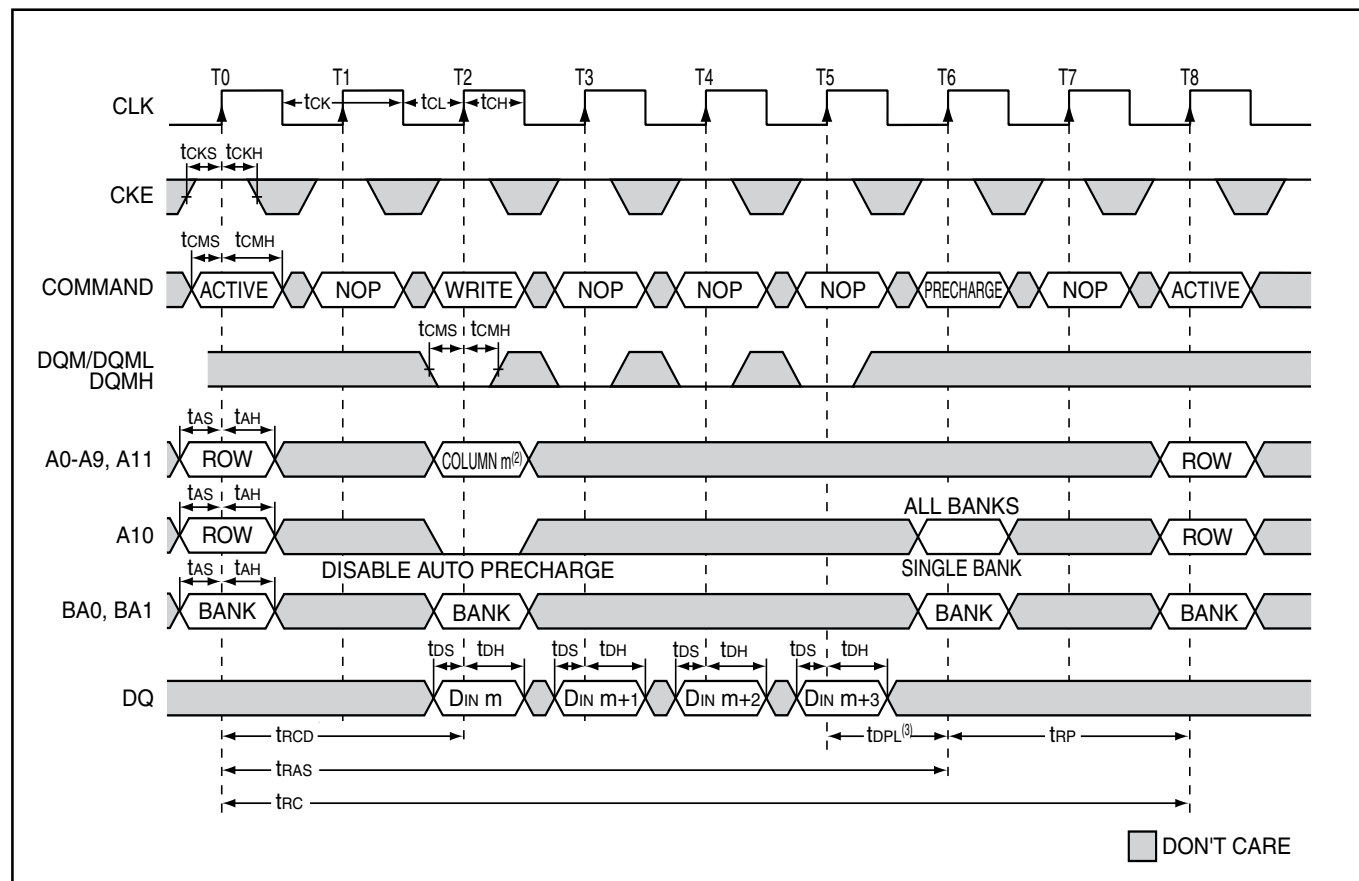 T0 T1 T2 T3 T4 T5 T6 T7 T8
CLK tCK tCL tCH
tCKS tCKH
CKE
tCMS tCMH
COMMAND ACTIVE NOP WRITE NOP NOP NOP PRECHARGE NOP ACTIVE
tCMS tCMH
DQM/DQML
DQMH
tAS tAH
A0-A9, A11 ROW COLUMN m(2) ROW
tAS tAH ALL BANKS
A10 ROW ROW
tAS tAH DISABLE AUTO PRECHARGE SINGLE BANK
BA0, BA1 BANK BANK BANK BANK
tDS tDH tDS tDH tDS tDH tDS tDH
DQ DIN m DIN m+1 DIN m+2 DIN m+3
tRCD tDPL(3) tRP
tRAS
tRC
DON'T CARE